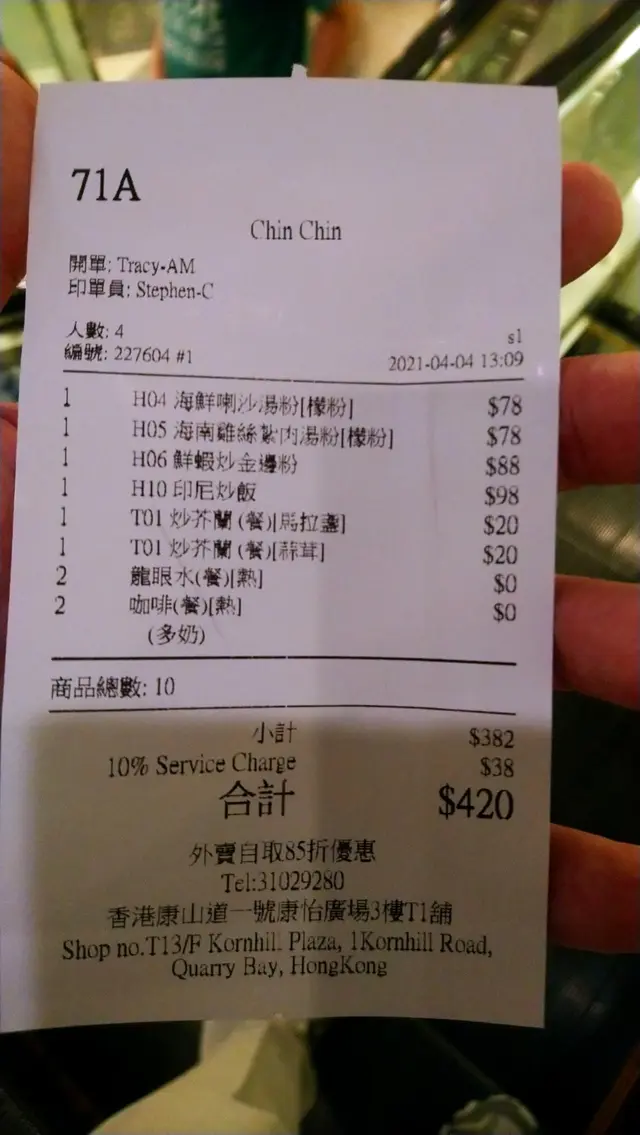 71A
Chin Chin
開單: Tracy-AM
印單員: Stephen-C
人數: 4
s1
編號: 227604 #1 2021-04-04 13:09
1 H04 海鮮喇沙湯粉[檬粉] $78
1 H05 海南雞絲紮肉湯粉[檬粉] $78
1 H06 鮮蝦炒金邊粉 $88
1 H10 印尼炒飯 $98
1 T01 炒芥蘭 (餐)[馬拉盞] $20
1 T01 炒芥蘭 (餐)[蒜茸] $20
2 龍眼水(餐)[熱] $0
2 咖啡(餐)[熱] $0
(多奶)
商品總數: 10
小計 $382
10% Service Charge $38
合計 $420
外賣自取85折優惠
Tel:31029280
香港康山道一號康怡廣場3樓T1舖
Shop no.T13/F Kornhill Plaza, 1Kornhill Road,
Quarry Bay, HongKong